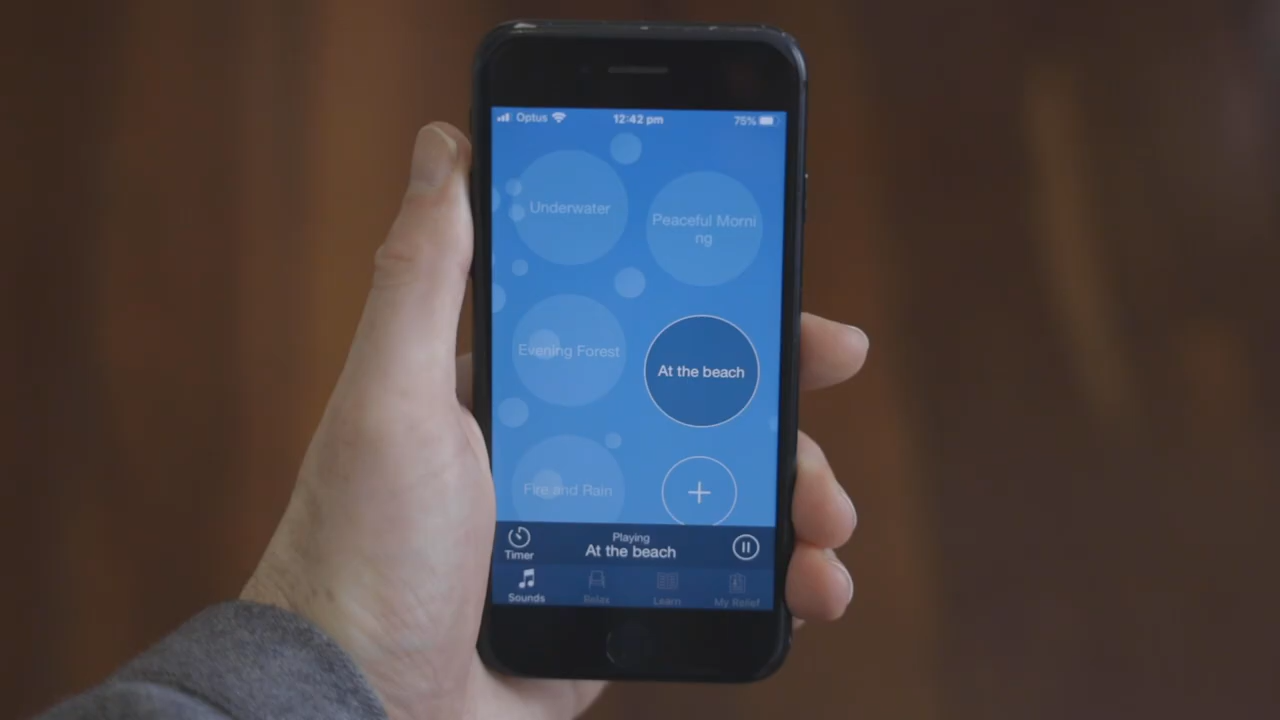 Optus 12:42 pm 75%
Underwater
Peaceful Morni
ng
Evening Forest
At the beach
Fire and Rain
+
Playing
Timer At the beach
Sounds Relax Learn My Relief